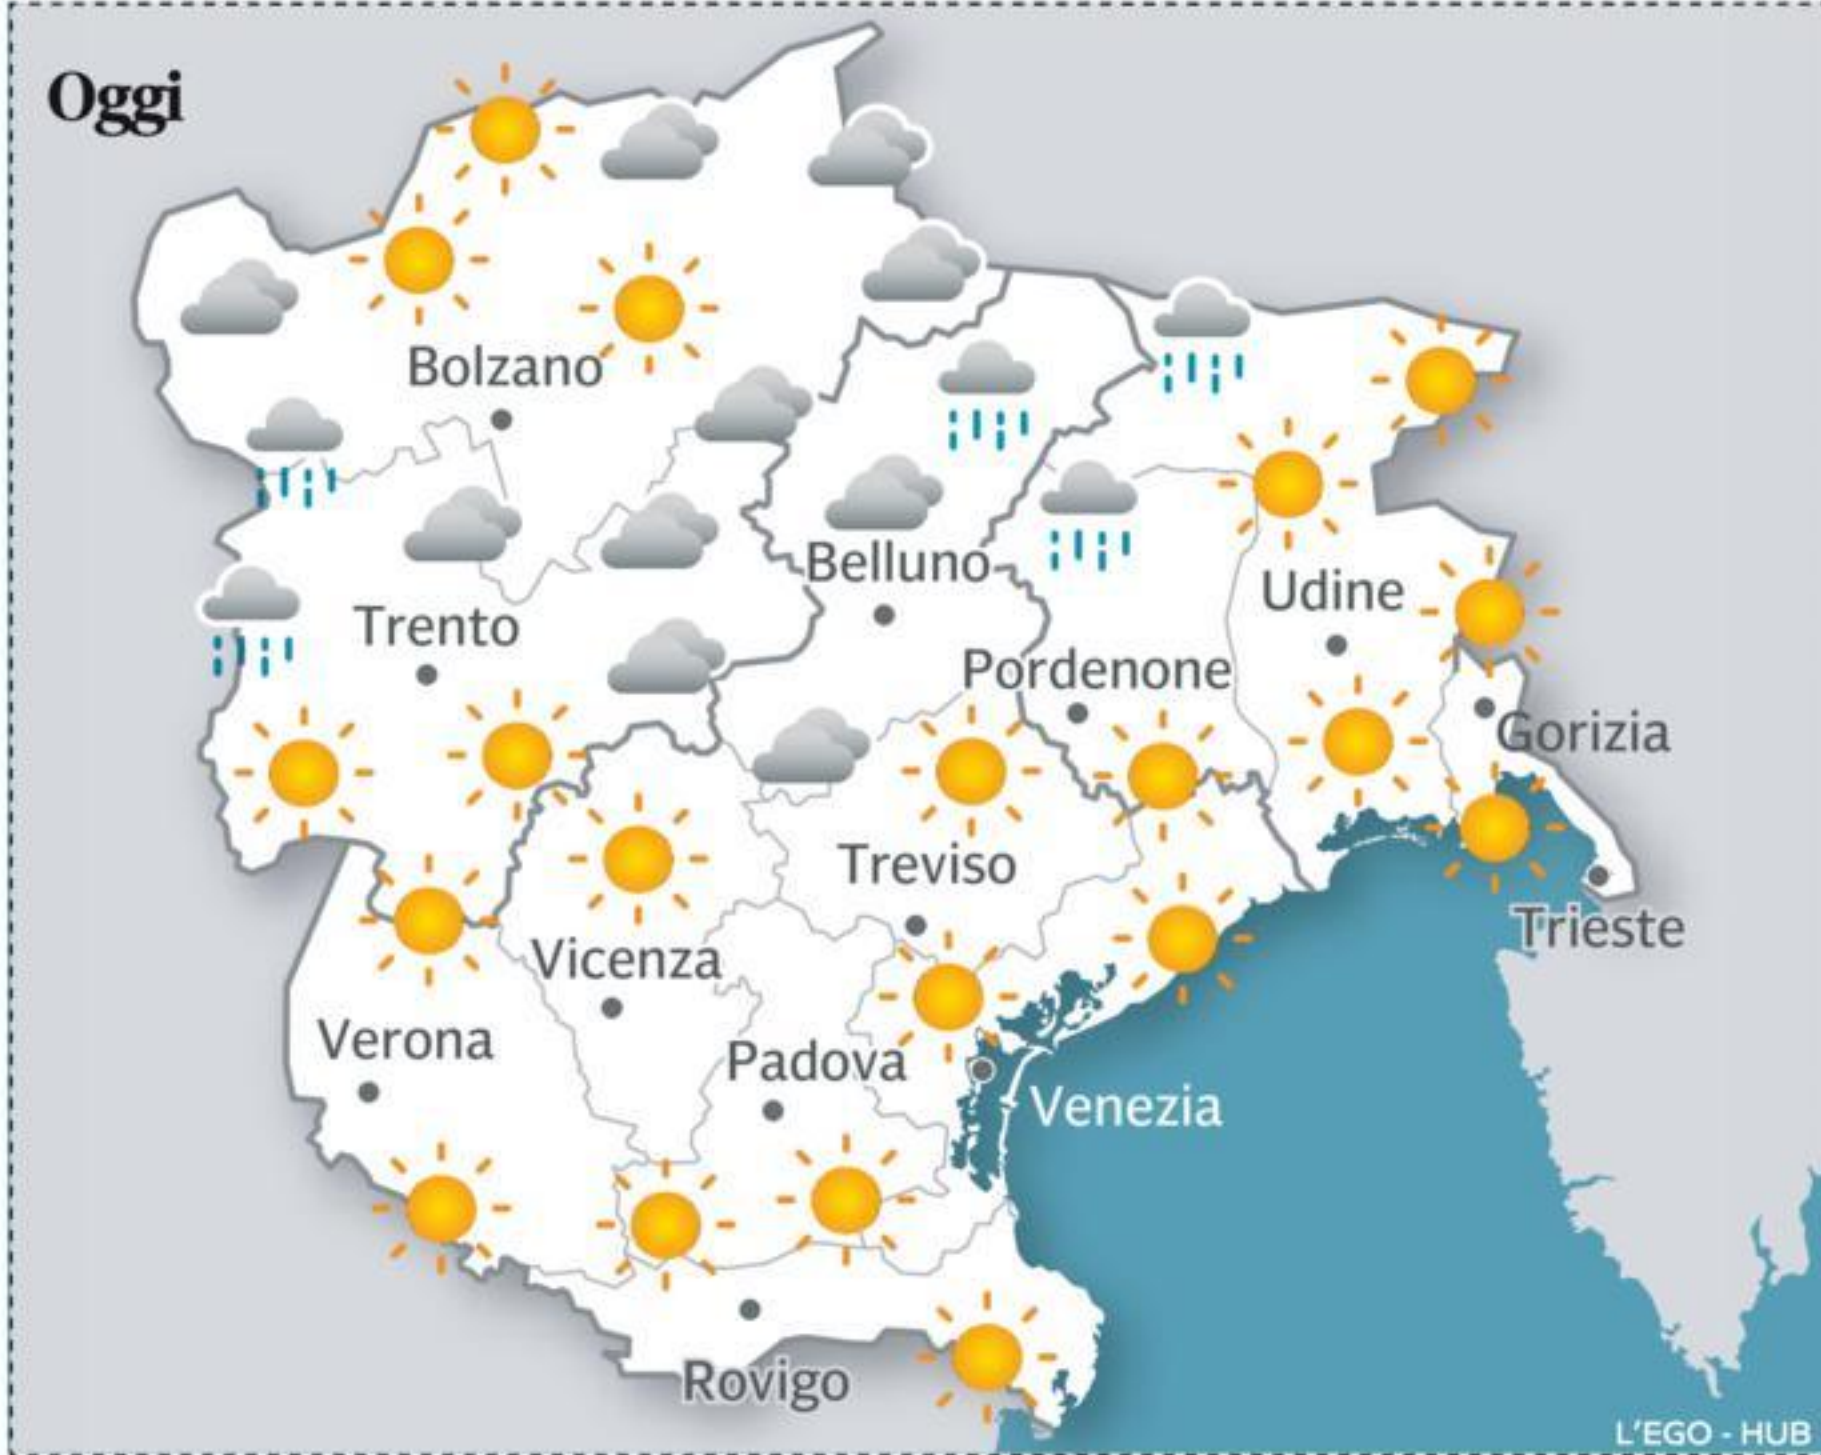 Oggi
Bolzano
Belluno
Udine
Trento
Pordenone
Gorizia
Treviso
Trieste
Vicenza
Verona
Padova
Venezia
Rovigo
L'EGO - HUB